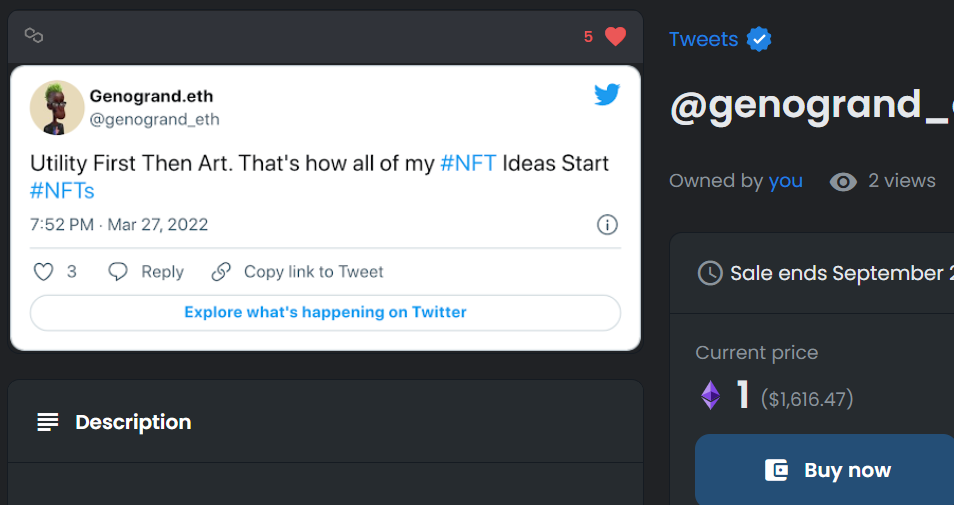 5
Genogrand.eth
@genogrand_eth
Utility First Then Art. That's how all of my #NFT Ideas Start
#NFTs
7:52 PM · Mar 27, 2022
3 Reply Copy link to Tweet
Explore what's happening on Twitter
Description
Tweets
@genogrand_
Owned by you 2 views
Sale ends September
Current price
1 ($1,616.47)
Buy now